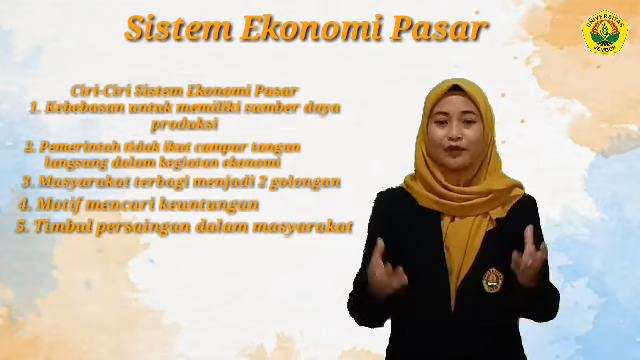 Sistem Ekonomi Pasar
UNIVERSITAS
Ciri-Ciri Sistem Ekonomi Pasar
1. Kebebasan untuk memiliki sumber daya
produksi
2. Pemerintah tidak ikut campur tangan
langsung dalam kegiatan ekonomi
3. Masyarakat terbagi menjadi 2 golongan
4. Motif mencari keuntungan
5. Timbul persaingan dalam masyarakat